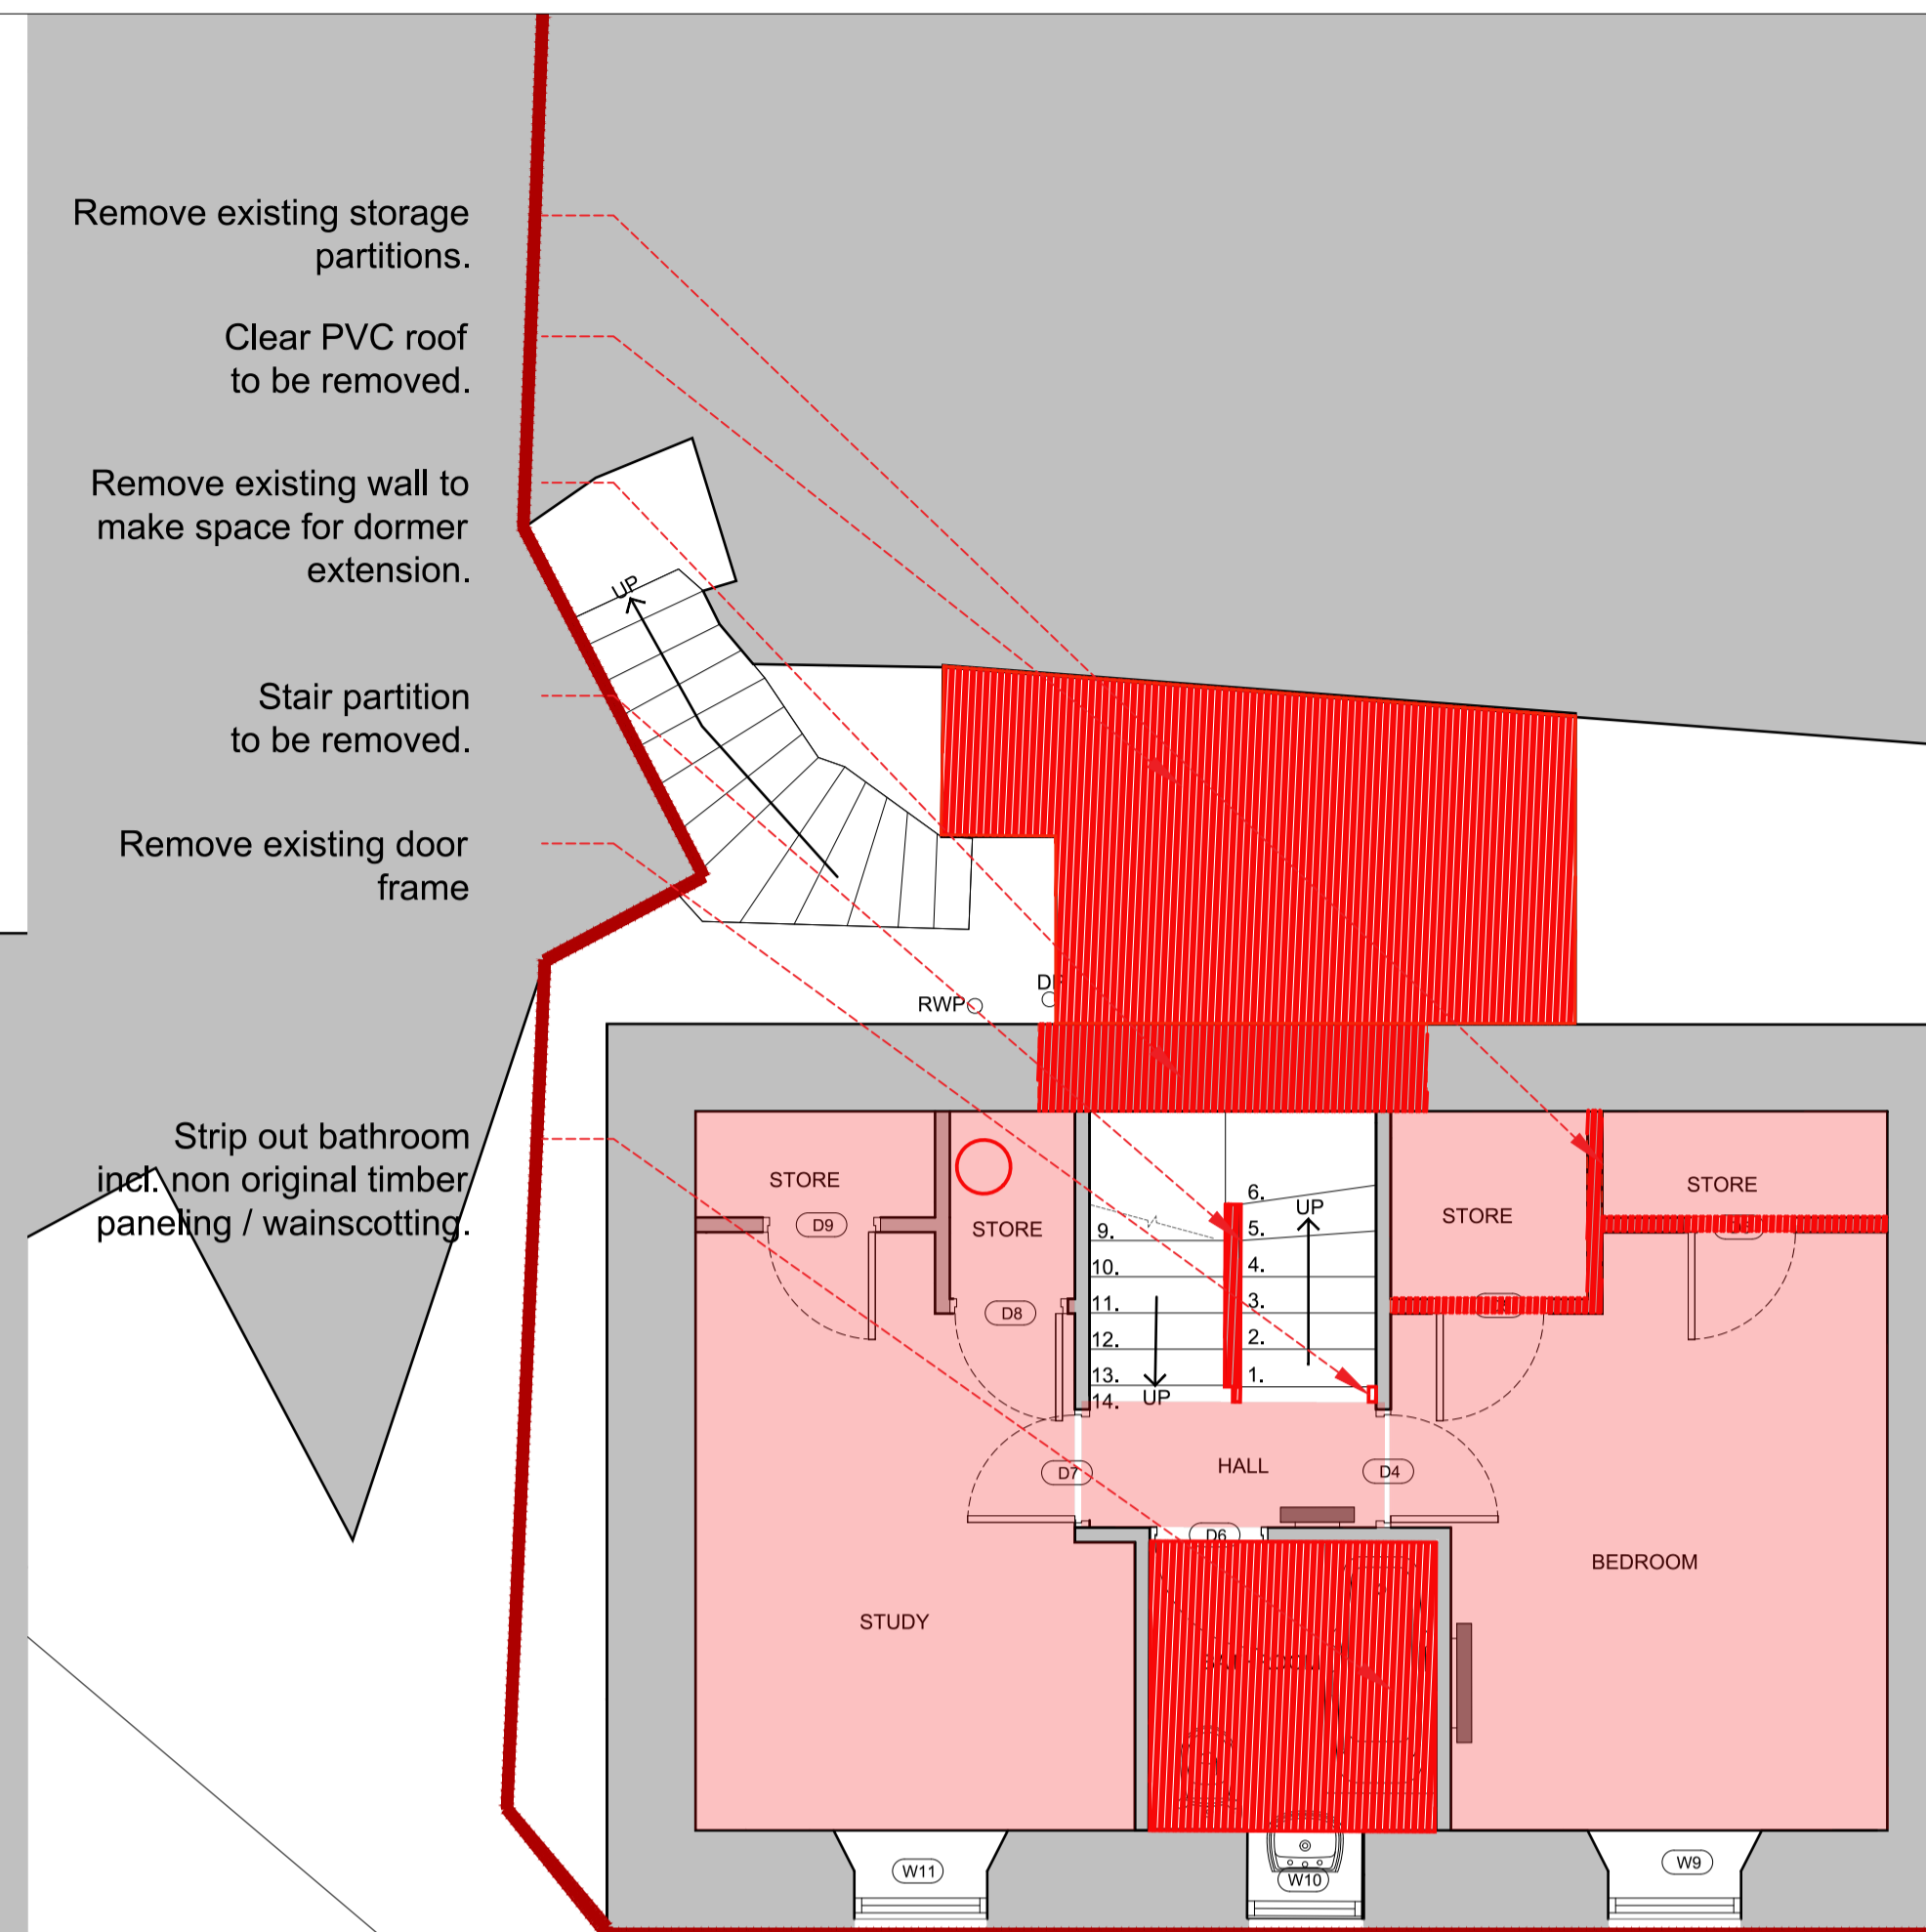 Remove existing storage
partitions.
Clear PVC roof
to be removed.
Remove existing wall to
make space for dormer
extension.
UP
Stair partition
to be removed.
Remove existing door
frame
RWP
Strip out bathroom
incl. non original timber
paneling / wainscotting.
STORE
STORE
STORE
STORE
D9
D8
6.
UP
5.
9.
4.
10.
3.
11.
2.
12.
1.
13.
UP
14.
D7
HALL
D4
D6
BEDROOM
STUDY
W11
W10
W9